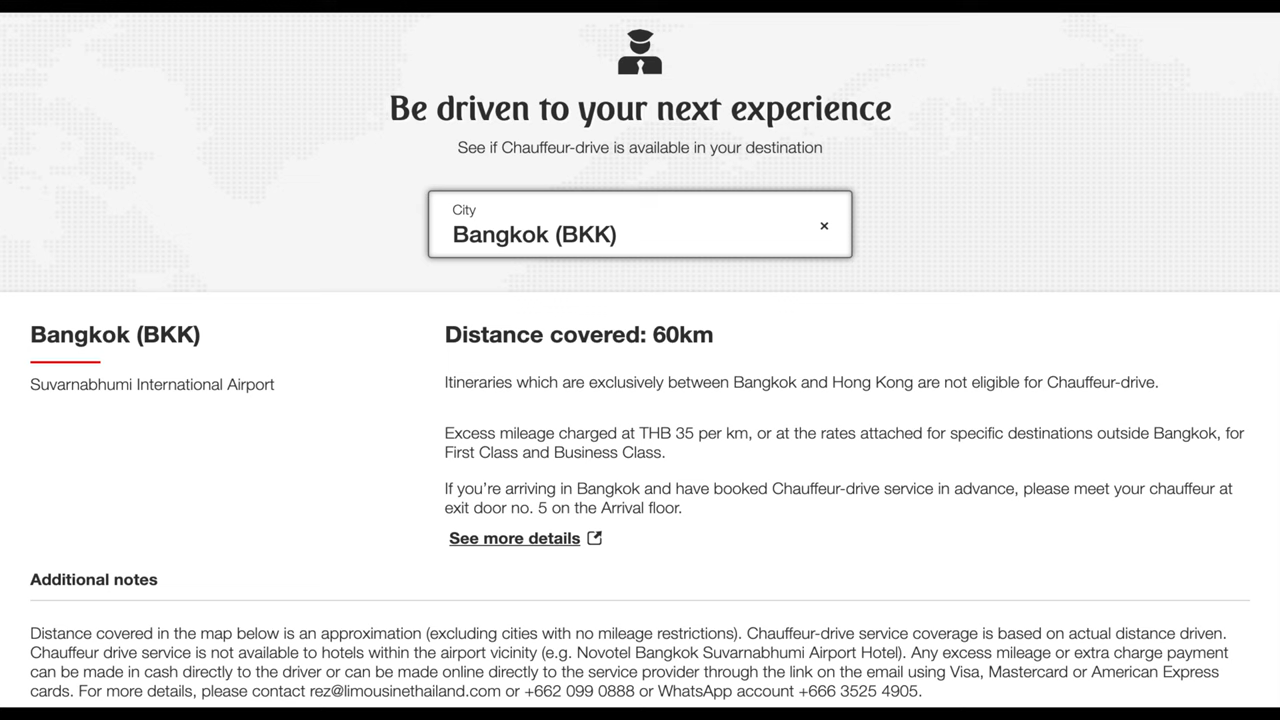 Be driven to your next experience
See if Chauffeur-drive is available in your destination
City
Bangkok (BKK)
×
Bangkok (BKK)
Suvarnabhumi International Airport
Distance covered: 60km
Itineraries which are exclusively between Bangkok and Hong Kong are not eligible for Chauffeur-drive.
Excess mileage charged at THB 35 per km, or at the rates attached for specific destinations outside Bangkok, for
First Class and Business Class.
If you’re arriving in Bangkok and have booked Chauffeur-drive service in advance, please meet your chauffeur at
exit door no. 5 on the Arrival floor.
See more details
Additional notes
Distance covered in the map below is an approximation (excluding cities with no mileage restrictions). Chauffeur-drive service coverage is based on actual distance driven.
Chauffeur drive service is not available to hotels within the airport vicinity (e.g. Novotel Bangkok Suvarnabhumi Airport Hotel). Any excess mileage or extra charge payment
can be made in cash directly to the driver or can be made online directly to the service provider through the link on the email using Visa, Mastercard or American Express
cards. For more details, please contact rez@limousinethailand.com or +662 099 0888 or WhatsApp account +666 3525 4905.